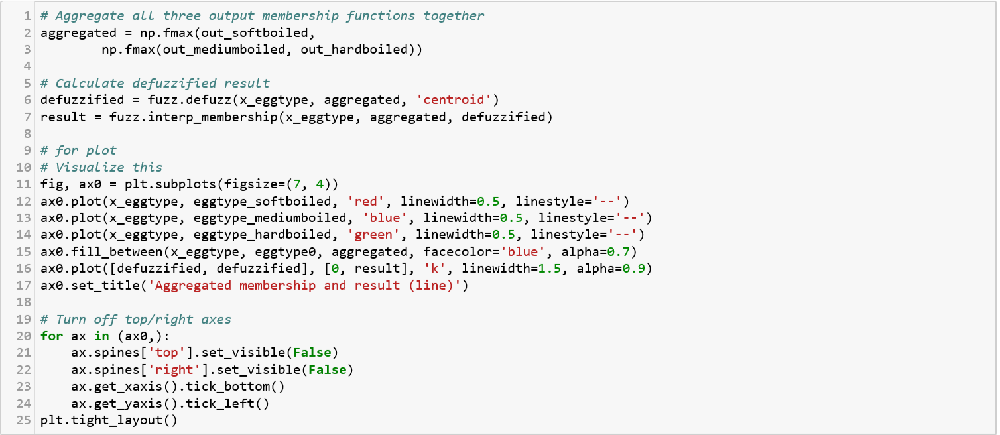 1 # Aggregate all three output membership functions together
2 aggregated = np.fmax(out_softboiled,
3         np.fmax(out_mediumboiled, out_hardboiled))
4
5 # Calculate defuzzified result
6 defuzzified = fuzz.defuzz(x_eggtype, aggregated, 'centroid')
7 result = fuzz.interp_membership(x_eggtype, aggregated, defuzzified)
8
9 # for plot
10 # Visualize this
11 fig, ax0 = plt.subplots(figsize=(7, 4))
12 ax0.plot(x_eggtype, eggtype_softboiled, 'red', linewidth=0.5, linestyle='--')
13 ax0.plot(x_eggtype, eggtype_mediumboiled, 'blue', linewidth=0.5, linestyle='--')
14 ax0.plot(x_eggtype, eggtype_hardboiled, 'green', linewidth=0.5, linestyle='--')
15 ax0.fill_between(x_eggtype, eggtype0, aggregated, facecolor='blue', alpha=0.7)
16 ax0.plot([defuzzified, defuzzified], [0, result], 'k', linewidth=1.5, alpha=0.9)
17 ax0.set_title('Aggregated membership and result (line)')
18
19 # Turn off top/right axes
20 for ax in (ax0,):
21     ax.spines['top'].set_visible(False)
22     ax.spines['right'].set_visible(False)
23     ax.get_xaxis().tick_bottom()
24     ax.get_yaxis().tick_left()
25 plt.tight_layout()